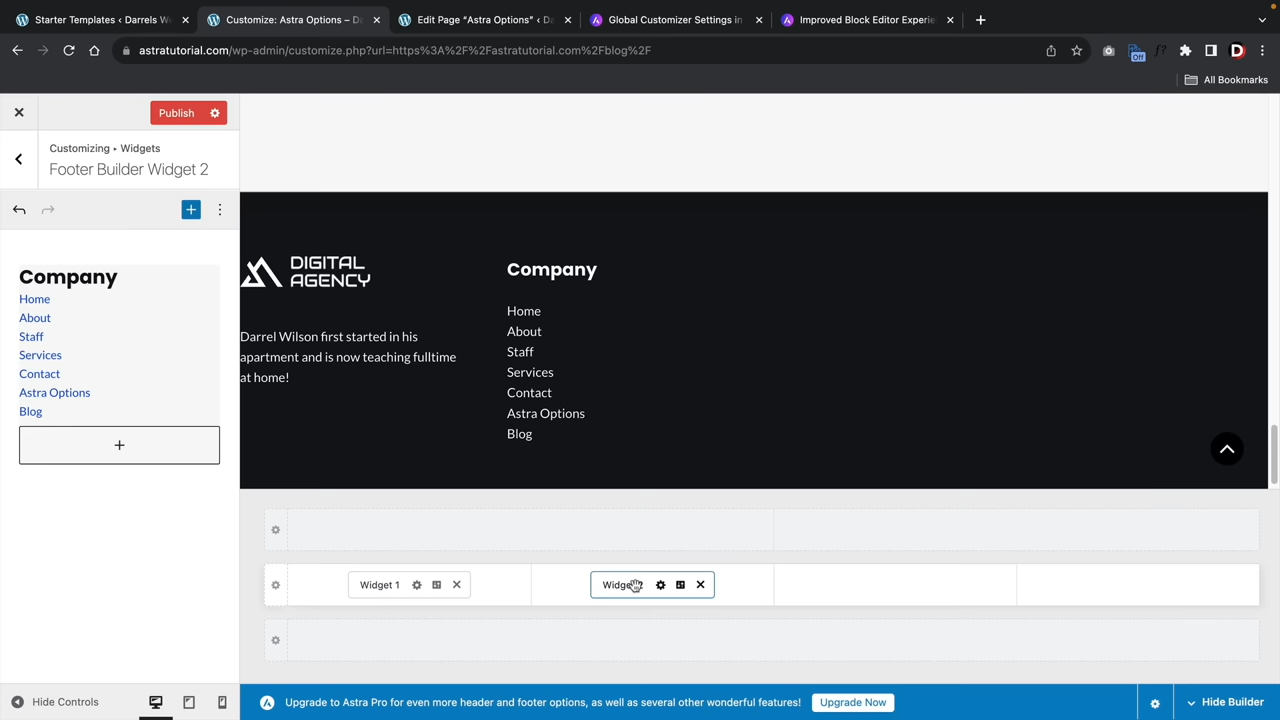 Starter Templates ‹ Darrels We
Customize: Astra Options – Da
Edit Page “Astra Options” ‹ Da
Global Customizer Settings in
Improved Block Editor Experie
astratutorial.com/wp-admin/customize.php?url=https%3A%2F%2Fastratutorial.com%2Fblog%2F
Off
f?
D
All Bookmarks
Publish
Customizing ▸ Widgets
Footer Builder Widget 2
Company
Home
About
Staff
Services
Contact
Astra Options
Blog
+
DIGITAL
AGENCY
Darrel Wilson first started in his
apartment and is now teaching fulltime
at home!
Company
Home
About
Staff
Services
Contact
Astra Options
Blog
Widget 1
Hide Controls
Upgrade to Astra Pro for even more header and footer options, as well as several other wonderful features!
Upgrade Now
Hide Builder